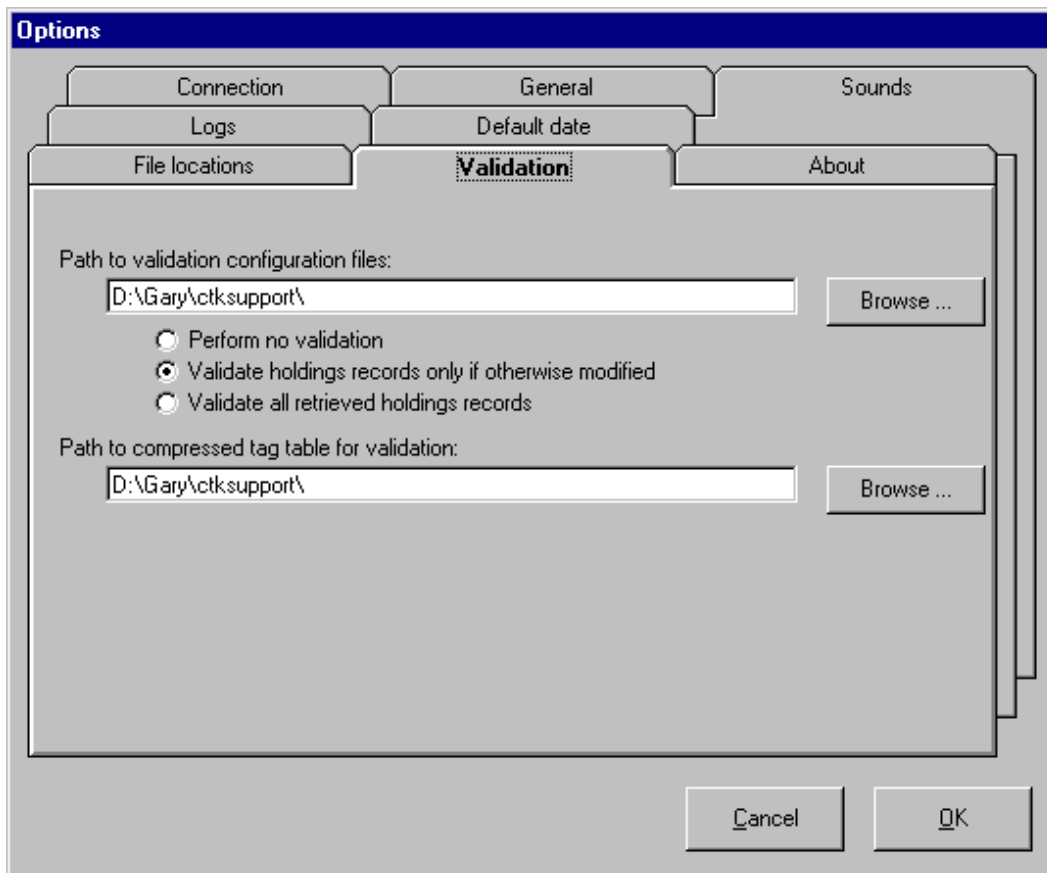 Options
Connection General Sounds
Logs Default date
File locations Validation About
Path to validation configuration files:
D:\Gary\ctksupport\ Browse ...
Perform no validation
Validate holdings records only if otherwise modified
Validate all retrieved holdings records
Path to compressed tag table for validation:
D:\Gary\ctksupport\ Browse ...
Cancel OK